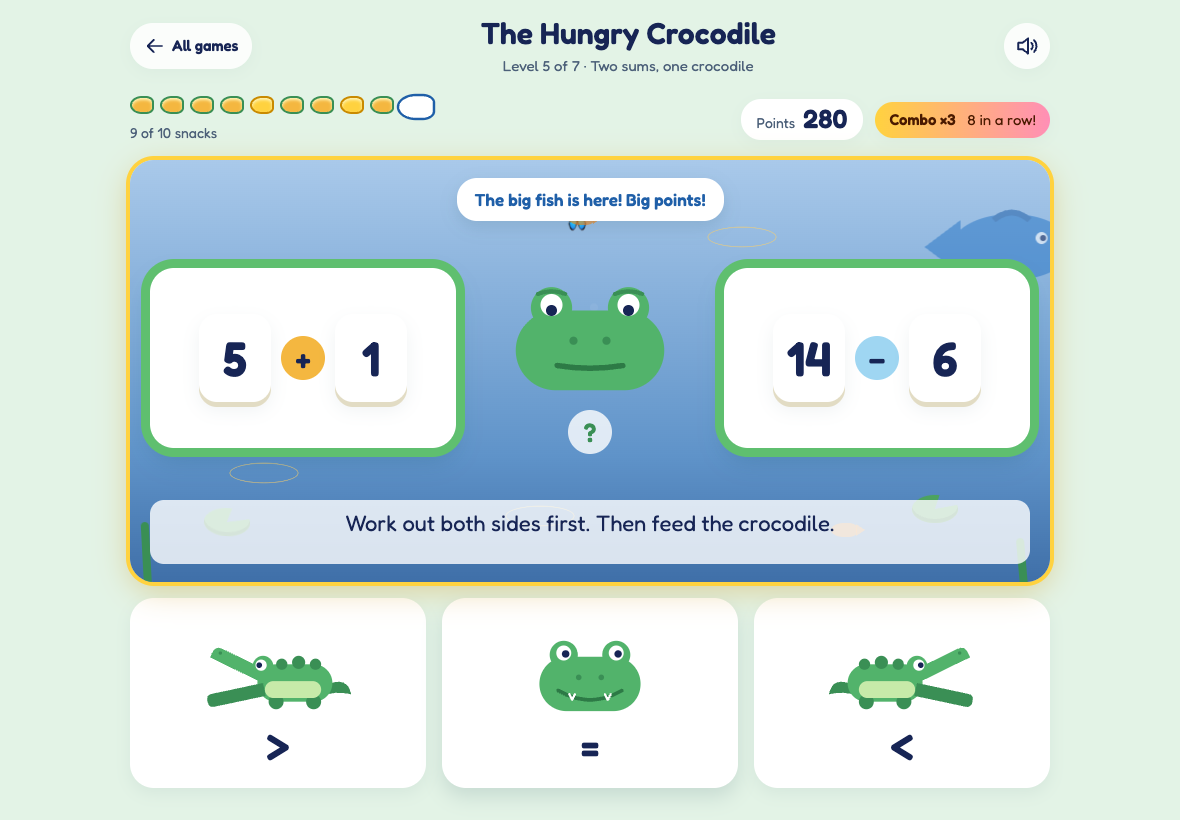 All games
The Hungry Crocodile
Level 5 of 7 · Two sums, one crocodile
9 of 10 snacks
Points 280
Combo ×3 8 in a row!
The big fish is here! Big points!
5 + 1
14 − 6
?
Work out both sides first. Then feed the crocodile.
>
=
<